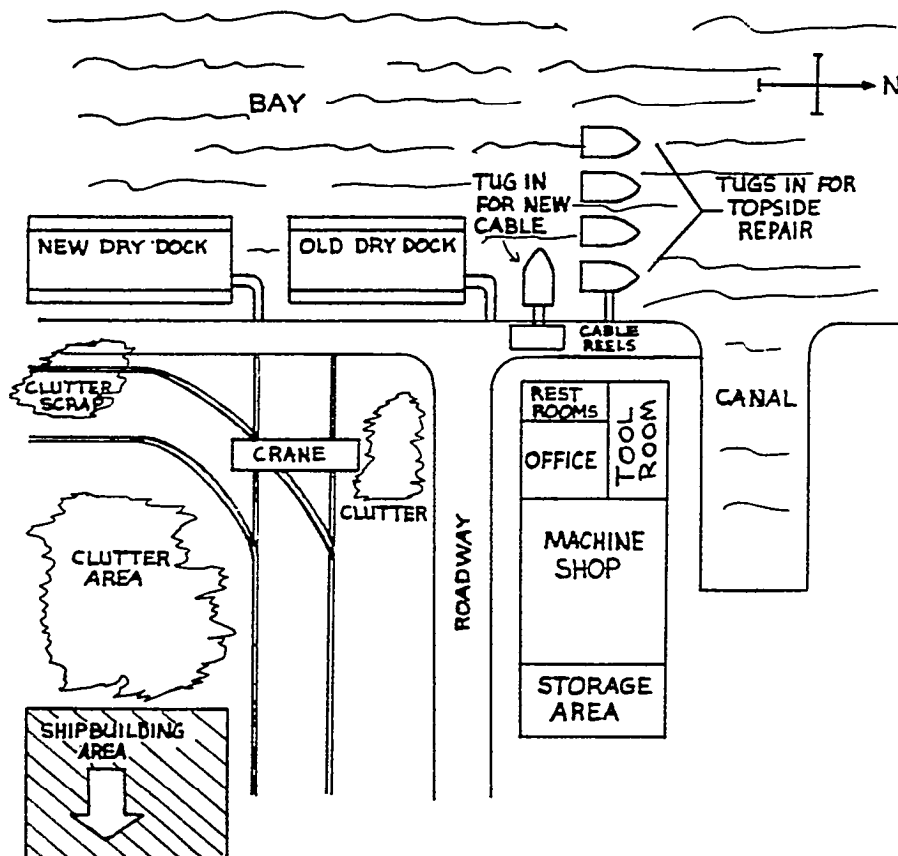 BAY
N
TUG IN
FOR NEW
CABLE
TUGS IN FOR
TOPSIDE
REPAIR
NEW DRY DOCK
OLD DRY DOCK
CABLE
REELS
CLUTTER
SCRAP
CRANE
CLUTTER
REST
ROOMS
TOOL
ROOM
OFFICE
CANAL
CLUTTER
AREA
ROADWAY
MACHINE
SHOP
STORAGE
AREA
SHIPBUILDING
AREA